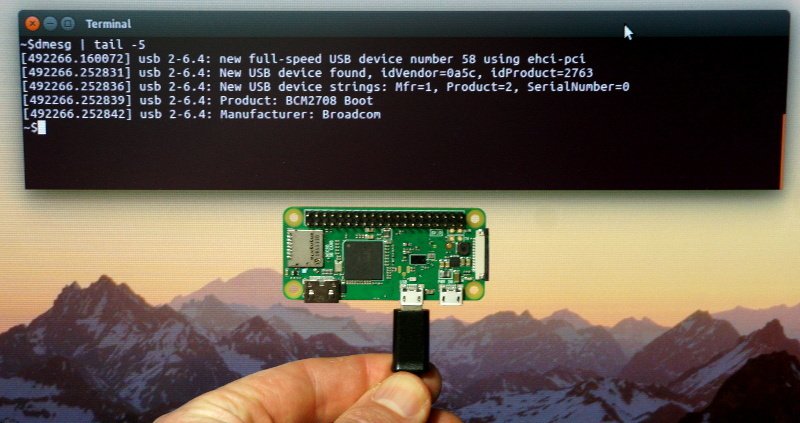 Terminal
~$dmesg | tail -5
[492266.160072] usb 2-6.4: new full-speed USB device number 58 using ehci-pci
[492266.252831] usb 2-6.4: New USB device found, idVendor=0a5c, idProduct=2763
[492266.252836] usb 2-6.4: New USB device strings: Mfr=1, Product=2, SerialNumber=0
[492266.252839] usb 2-6.4: Product: BCM2708 Boot
[492266.252842] usb 2-6.4: Manufacturer: Broadcom
~$